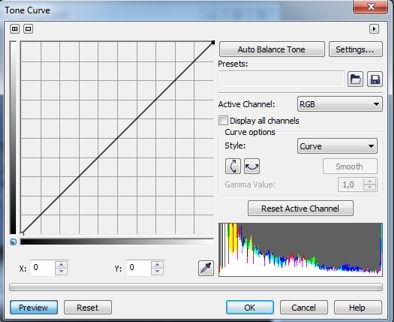 Tone Curve
Auto Balance Tone
Settings...
Presets:
Active Channel: RGB
Display all channels
Curve options
Style: Curve
Smooth
Gamma Value: 1,0
Reset Active Channel
X: 0 Y: 0
Preview Reset OK Cancel Help